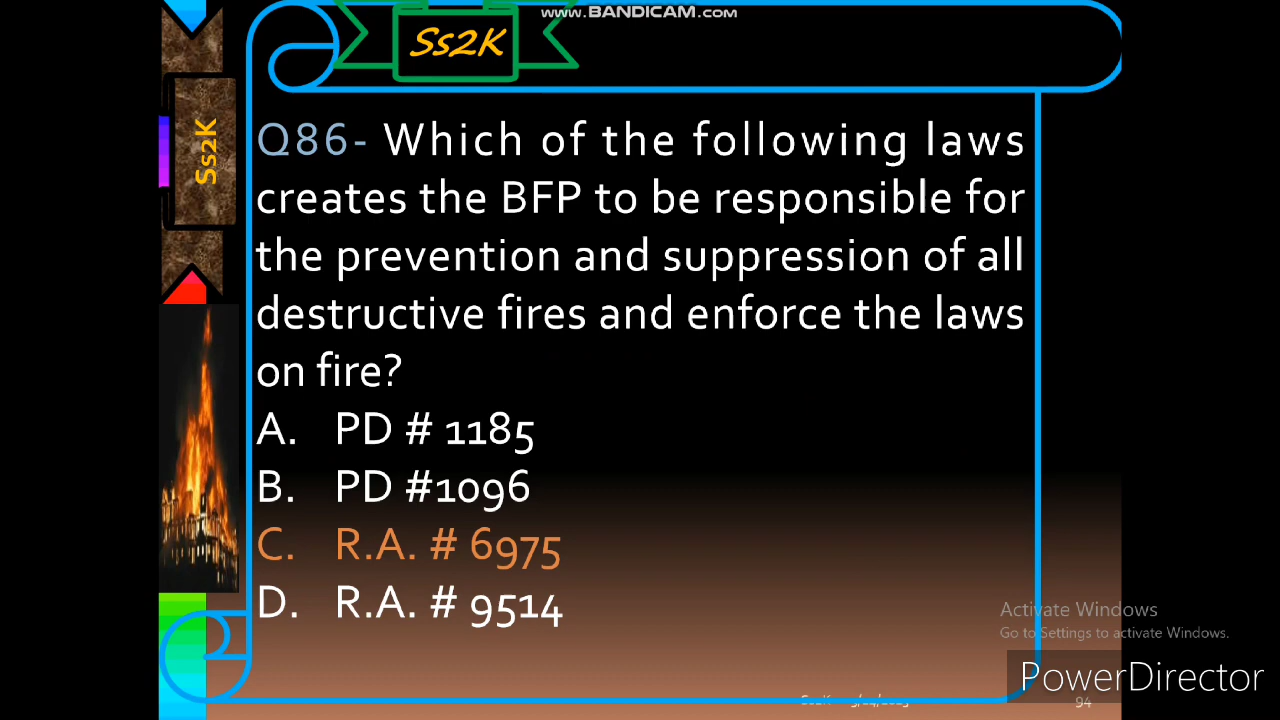 www.BANDICAM.com
Ss2K
Ss2K
Q86- Which of the following laws
creates the BFP to be responsible for
the prevention and suppression of all
destructive fires and enforce the laws
on fire?
A. PD # 1185
B. PD #1096
C. R.A. # 6975
D. R.A. # 9514
Activate Windows
Go to Settings to activate Windows.
PowerDirector
Ss2K
94